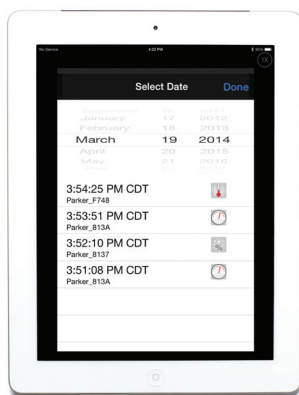 No Service 4:23 PM 92%
1X
Select Date Done
January 17 2012
February 18 2013
March 19 2014
April 20 2015
May 21 2016
3:54:25 PM CDT
Parker_F748
3:53:51 PM CDT
Parker_813A
3:52:10 PM CDT
Parker_8137
3:51:08 PM CDT
Parker_813A